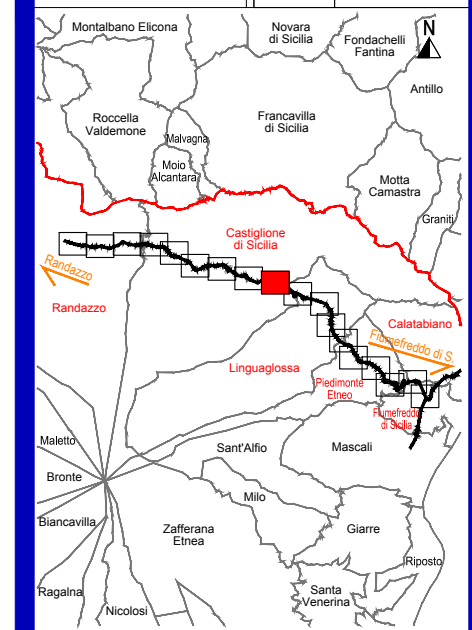 Montalbano Elicona
Novara
di Sicilia
Fondachelli
Fantina
N
Antillo
Roccella
Valdemone
Malvagna
Francavilla
di Sicilia
Moio
Alcantara
Motta
Camastra
Graniti
Castiglione
di Sicilia
Randazzo
Randazzo
Calatabiano
Fiumefreddo di S.
Linguaglossa
Piedimonte
Etneo
Fiumefreddo
di Sicilia
Maletto
Sant'Alfio
Mascali
Bronte
Milo
Biancavilla
Zafferana
Etnea
Giarre
Riposto
Ragalna
Nicolosi
Santa
Venerina